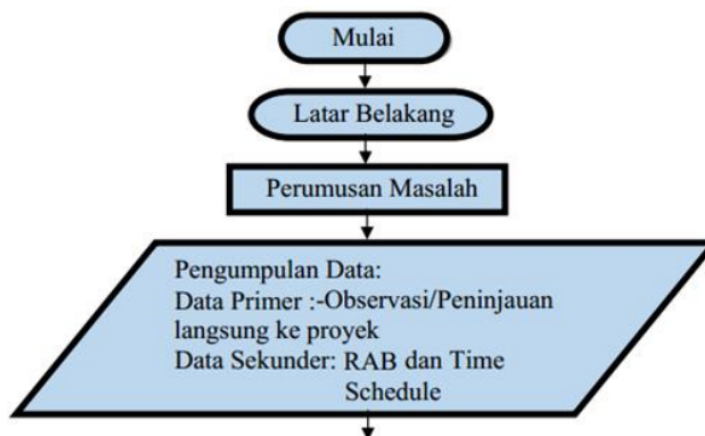 Mulai
Latar Belakang
Perumusan Masalah
Pengumpulan Data:
Data Primer :-Observasi/Peninjauan
langsung ke proyek
Data Sekunder: RAB dan Time
Schedule